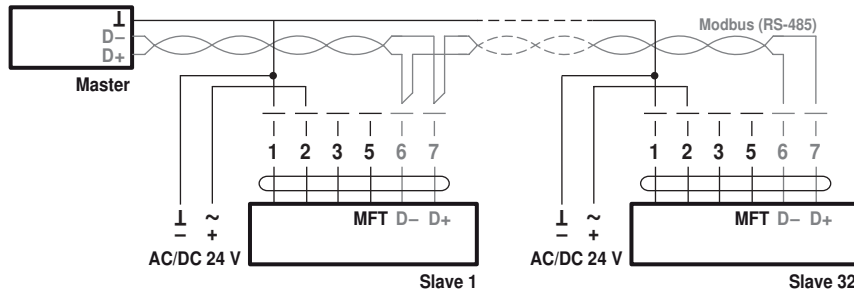 ⊥
D–
D+
Master
Modbus (RS-485)
1 2 3 5 6 7
1 2 3 5 6 7
⊥ ~
– +
AC/DC 24 V
MFT D– D+
Slave 1
⊥ ~
– +
AC/DC 24 V
MFT D– D+
Slave 32